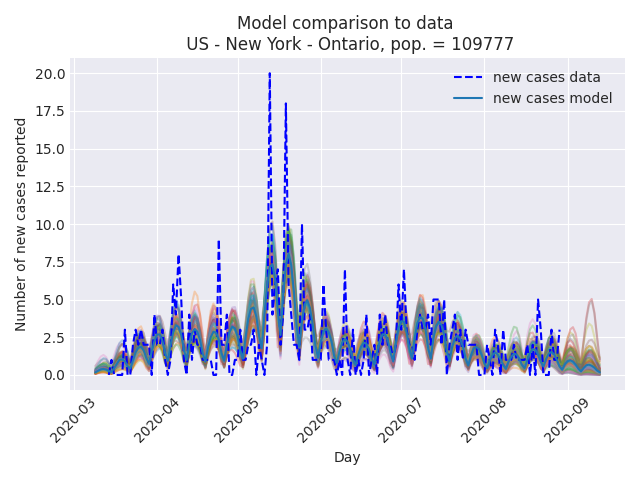 Model comparison to data
US - New York - Ontario, pop. = 109777
new cases data
new cases model
Number of new cases reported
20.0
17.5
15.0
12.5
10.0
7.5
5.0
2.5
0.0
2020-03
2020-04
2020-05
2020-06
2020-07
2020-08
2020-09
Day